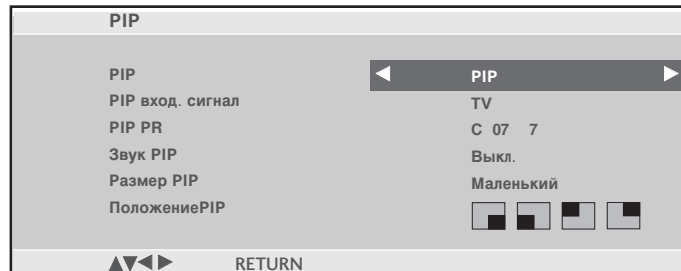 PIP
PIP ◀ PIP ▶
PIP вход. сигнал TV
PIP PR C 07 7
Звук PIP Выкл.
Размер PIP Маленький
ПоложениеPIP
▲▼◀▶ RETURN